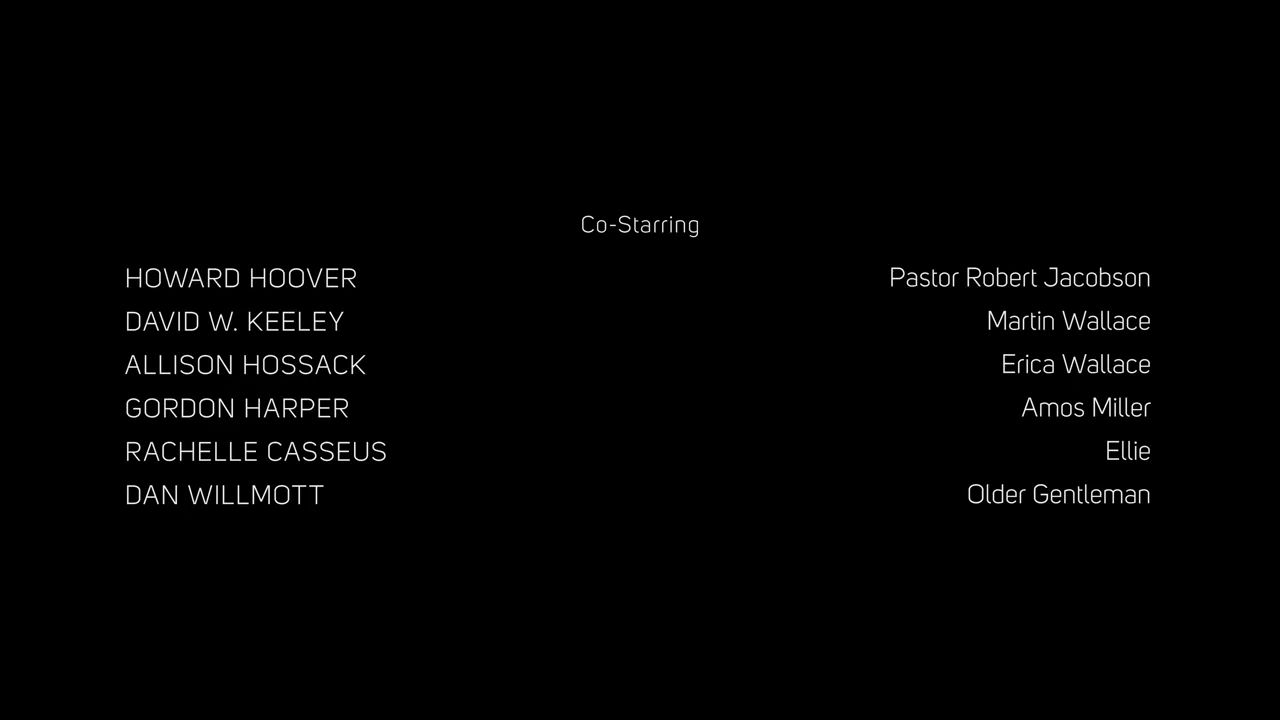 Co-Starring
HOWARD HOOVER Pastor Robert Jacobson
DAVID W. KEELEY Martin Wallace
ALLISON HOSSACK Erica Wallace
GORDON HARPER Amos Miller
RACHELLE CASSEUS Ellie
DAN WILLMOTT Older Gentleman